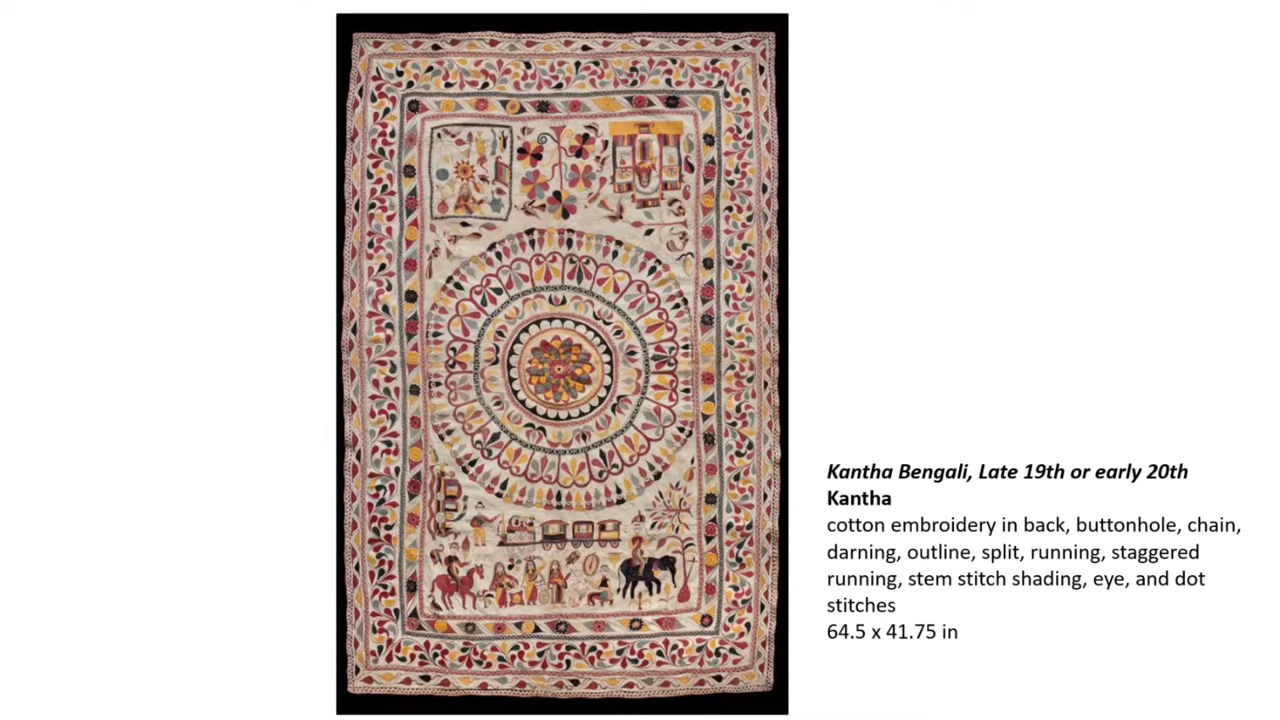 Kantha Bengali, Late 19th or early 20th
Kantha
cotton embroidery in back, buttonhole, chain,
darning, outline, split, running, staggered
running, stem stitch shading, eye, and dot
stitches
64.5 x 41.75 in